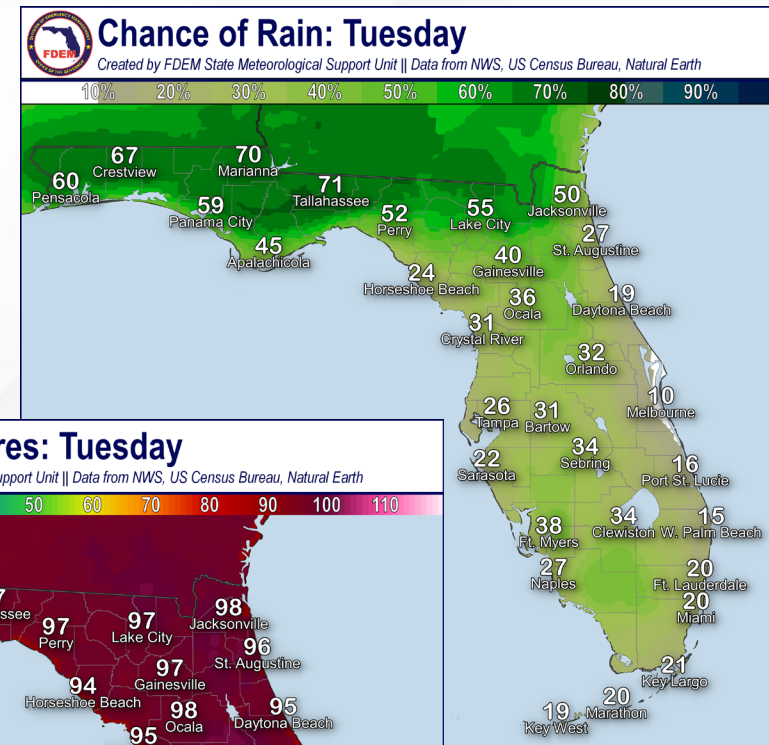 FDEM
Chance of Rain: Tuesday
Created by FDEM State Meteorological Support Unit || Data from NWS, US Census Bureau, Natural Earth
10% 20% 30% 40% 50% 60% 70% 80% 90%
67
Crestview
70
Marianna
60
Pensacola
71
Tallahassee
59
Panama City
52
Perry
55
Lake City
50
Jacksonville
45
Apalachicola
27
St. Augustine
40
Gainesville
24
Horseshoe Beach
36
Ocala
19
Daytona Beach
31
Crystal River
32
Orlando
10
Melbourne
26
Tampa
31
Bartow
34
Sebring
22
Sarasota
16
Port St. Lucie
38
Ft. Myers
34
Clewiston
15
W. Palm Beach
27
Naples
20
Ft. Lauderdale
20
Miami
21
Key Largo
20
Marathon
19
Key West
res: Tuesday
upport Unit || Data from NWS, US Census Bureau, Natural Earth
50 60 70 80 90 100 110
7
ssee
97
Perry
97
Lake City
98
Jacksonville
96
St. Augustine
97
Gainesville
94
Horseshoe Beach
98
Ocala
95
Daytona Beach
95